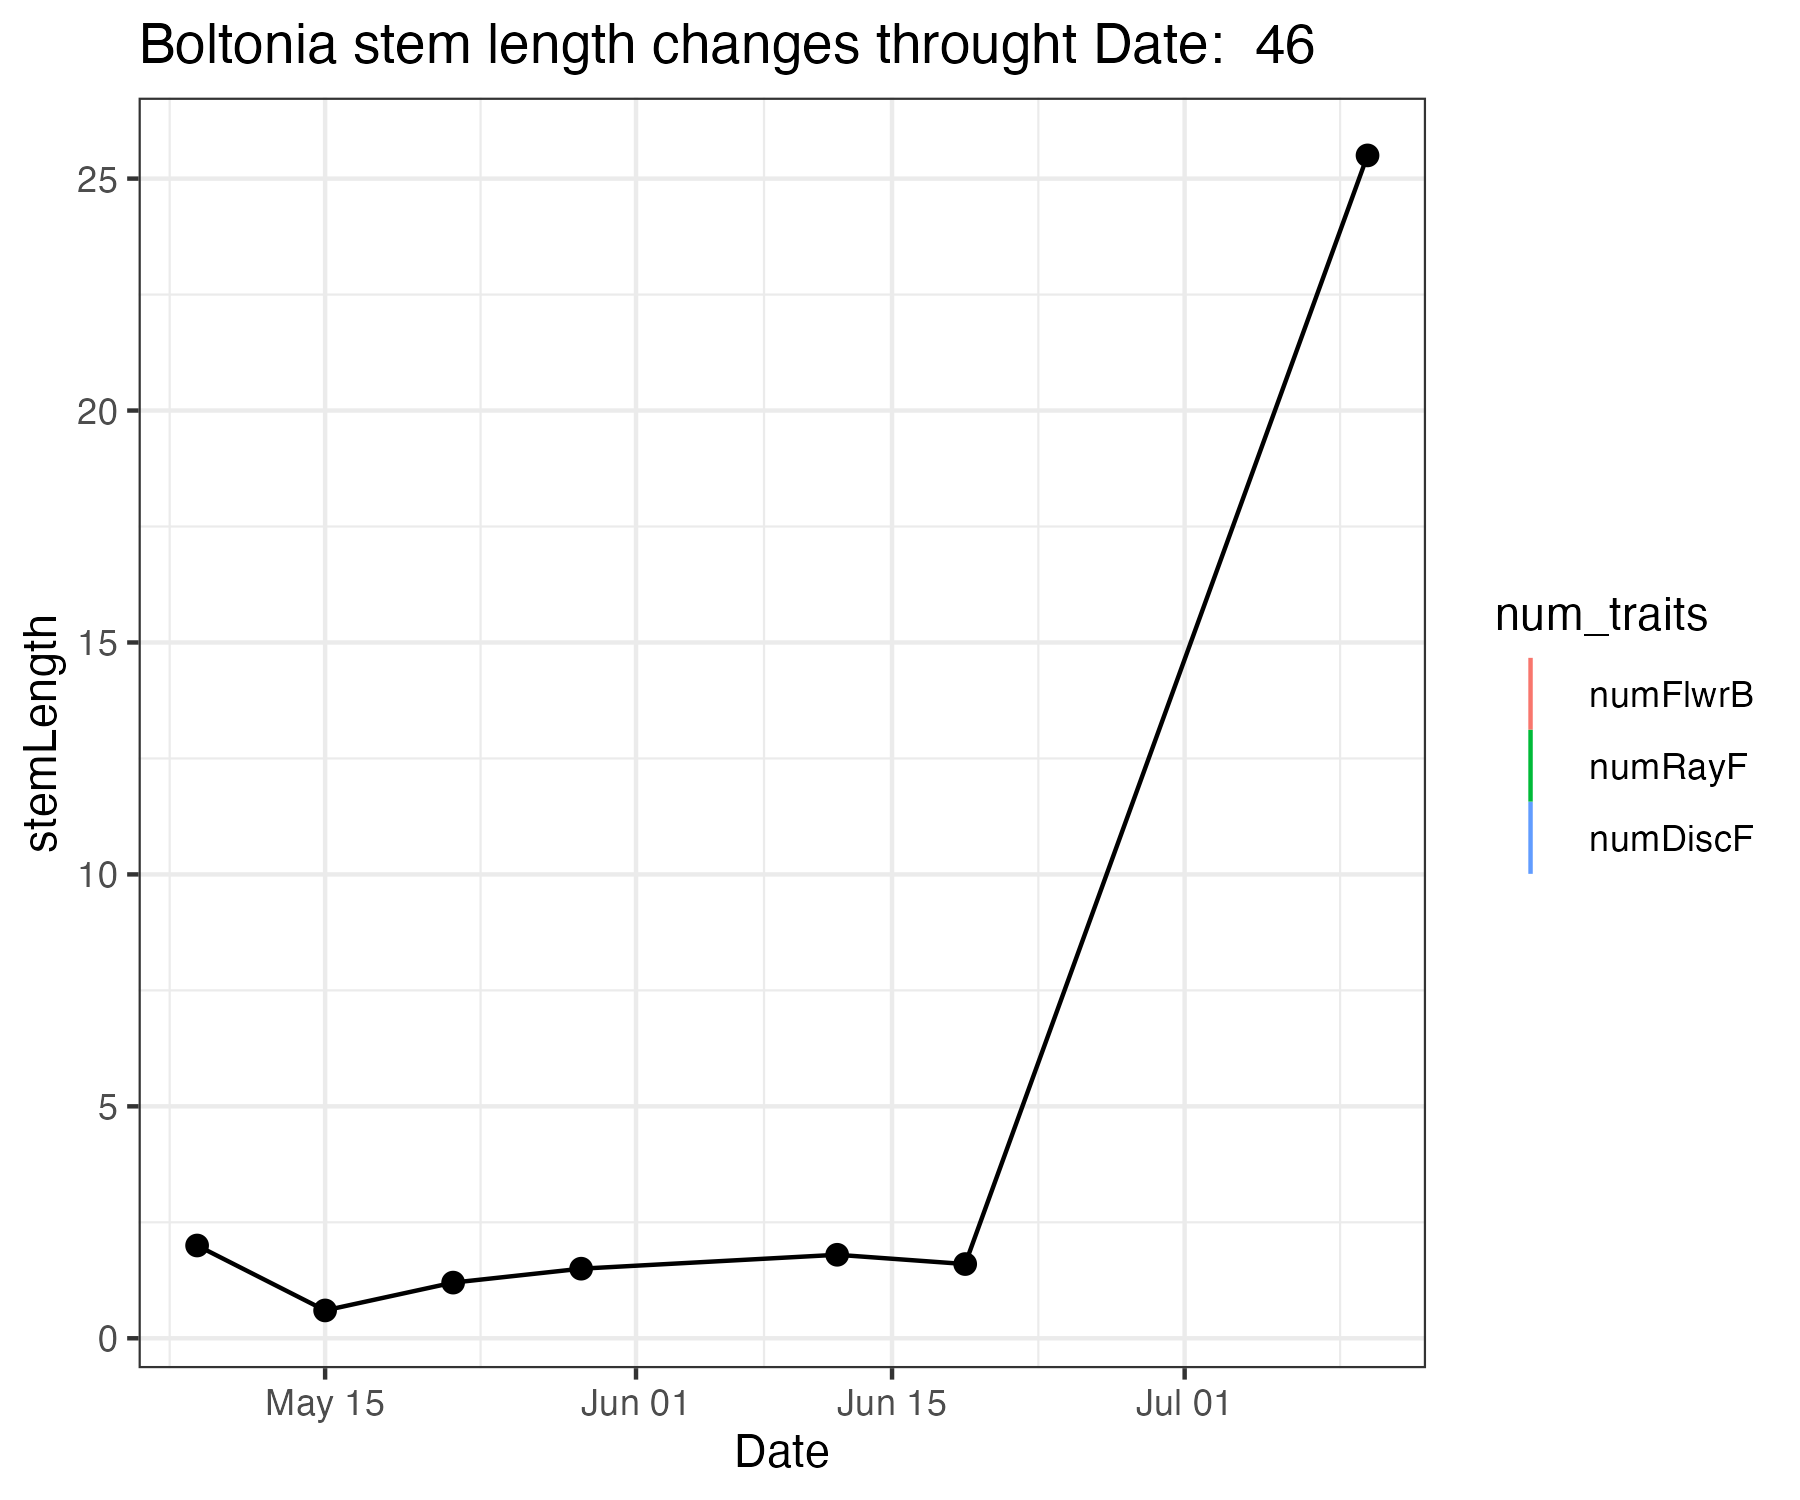 Boltonia stem length changes throught Date:  46
25
20
15
10
5
0
stemLength
May 15
Jun 01
Jun 15
Jul 01
Date
num_traits
numFlwrB
numRayF
numDiscF